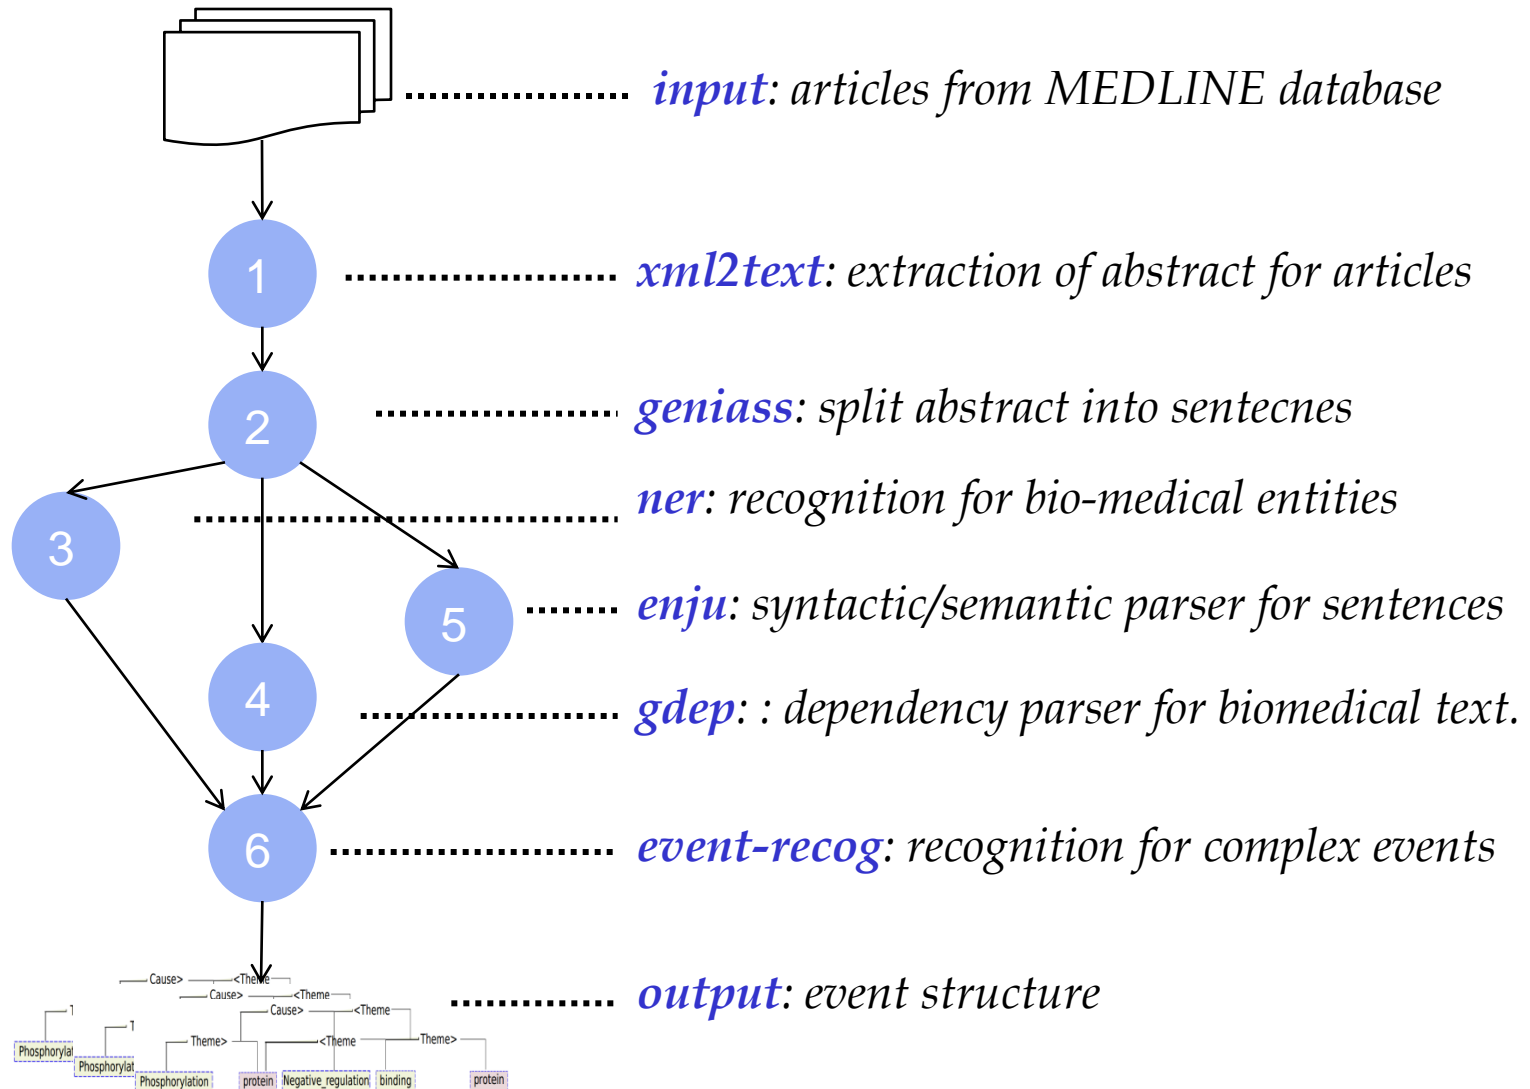 input: articles from MEDLINE database
1
xml2text: extraction of abstract for articles
2
geniass: split abstract into sentecnes
ner: recognition for bio-medical entities
3
5
enju: syntactic/semantic parser for sentences
4
gdep: : dependency parser for biomedical text.
6
event-recog: recognition for complex events
Cause> <Theme
Cause> <Theme
output: event structure
Cause> <Theme
T
T
Theme> <Theme Theme>
Phosphorylat
Phosphorylat
Phosphorylation protein Negative_regulation binding protein